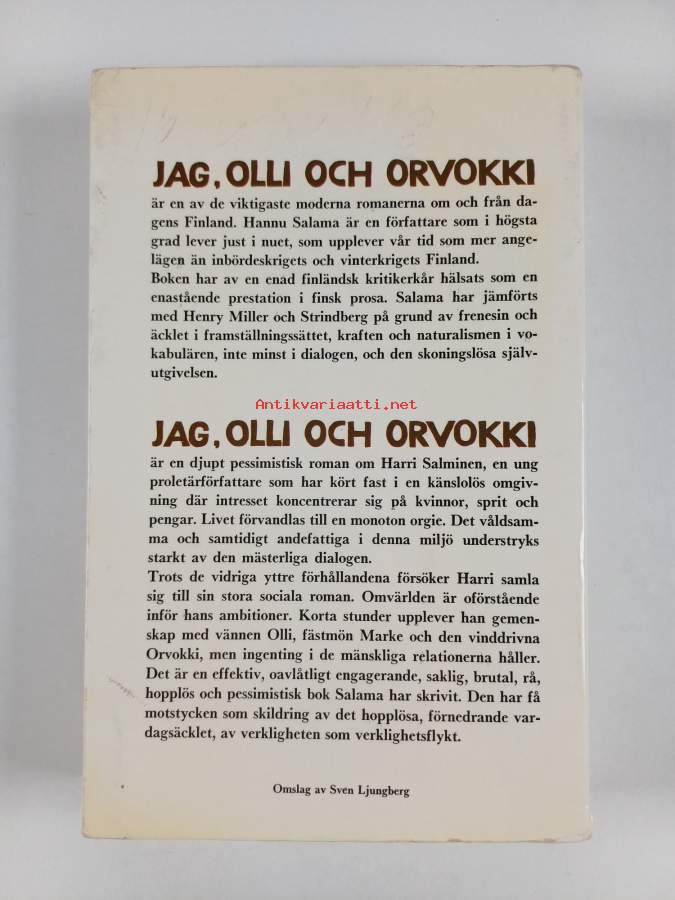 JAG, OLLI OCH ORVOKKI
är en av de viktigaste moderna romanerna om och från da-
gens Finland. Hannu Salama är en författare som i högsta
grad lever just i nuet, som upplever vår tid som mer ange-
lägen än inbördeskrigets och vinterkrigets Finland.
Boken har av en enad finländsk kritikerkår hälsats som en
enastående prestation i finsk prosa. Salama har jämförts
med Henry Miller och Strindberg på grund av frenesin och
äcklet i framställningssättet, kraften och naturalismen i vo-
kabulären, inte minst i dialogen, och den skoningslösa själv-
utgivelsen.
Antikvariaatti.net
JAG, OLLI OCH ORVOKKI
är en djupt pessimistisk roman om Harri Salminen, en ung
proletärförfattare som har kört fast i en känslolös omgiv-
ning där intresset koncentrerar sig på kvinnor, sprit och
pengar. Livet förvandlas till en monoton orgie. Det våldsam-
ma och samtidigt andefattiga i denna miljö understryks
starkt av den mästerliga dialogen.
Trots de vidriga yttre förhållandena försöker Harri samla
sig till sin stora sociala roman. Omvärlden är oförstående
inför hans ambitioner. Korta stunder upplever han gemen-
skap med vännen Olli, fästmön Marke och den vinddrivna
Orvokki, men ingenting i de mänskliga relationerna håller.
Det är en effektiv, oavlåtligt engagerande, saklig, brutal, rå,
hopplös och pessimistisk bok Salama har skrivit. Den har få
motstycken som skildring av det hopplösa, förnedrande var-
dagsäcklet, av verkligheten som verklighetsflykt.
Omslag av Sven Ljungberg